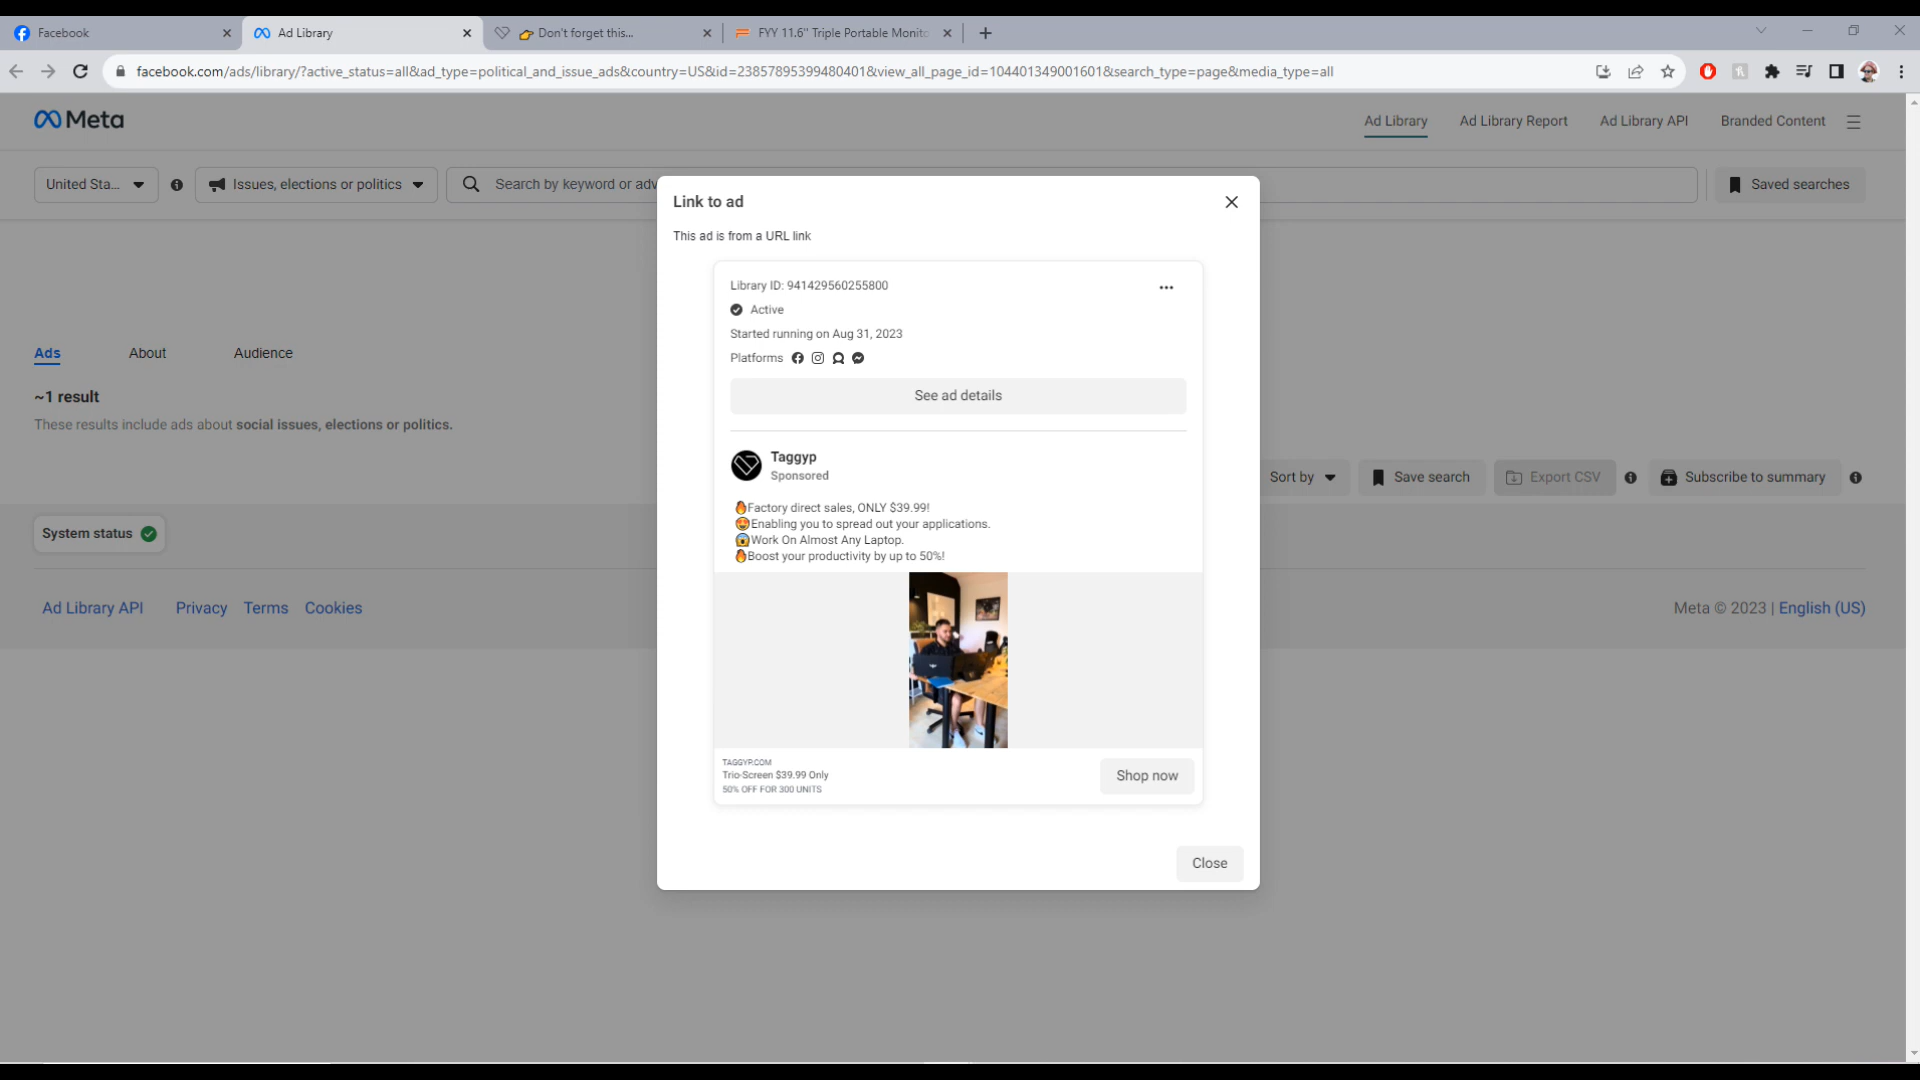 Facebook
Ad Library
👉 Don't forget this...
FYY 11.6" Triple Portable Monito
facebook.com/ads/library/?active_status=all&ad_type=political_and_issue_ads&country=US&id=23857895399480401&view_all_page_id=104401349001601&search_type=page&media_type=all
Meta
Ad Library
Ad Library Report
Ad Library API
Branded Content
United Sta...
Issues, elections or politics
Search by keyword or adv
Saved searches
Link to ad
This ad is from a URL link
Library ID: 941429560255800
Active
Started running on Aug 31, 2023
Platforms
See ad details
Ads
About
Audience
~1 result
These results include ads about social issues, elections or politics.
Taggyp
Sponsored
Sort by
Save search
Export CSV
Subscribe to summary
🔥Factory direct sales, ONLY $39.99!
🤩Enabling you to spread out your applications.
😱Work On Almost Any Laptop.
🔥Boost your productivity by up to 50%!
System status
Ad Library API
Privacy
Terms
Cookies
Meta © 2023 | English (US)
TAGGYP.COM
Trio-Screen $39.99 Only
50% OFF FOR 300 UNITS
Shop now
Close